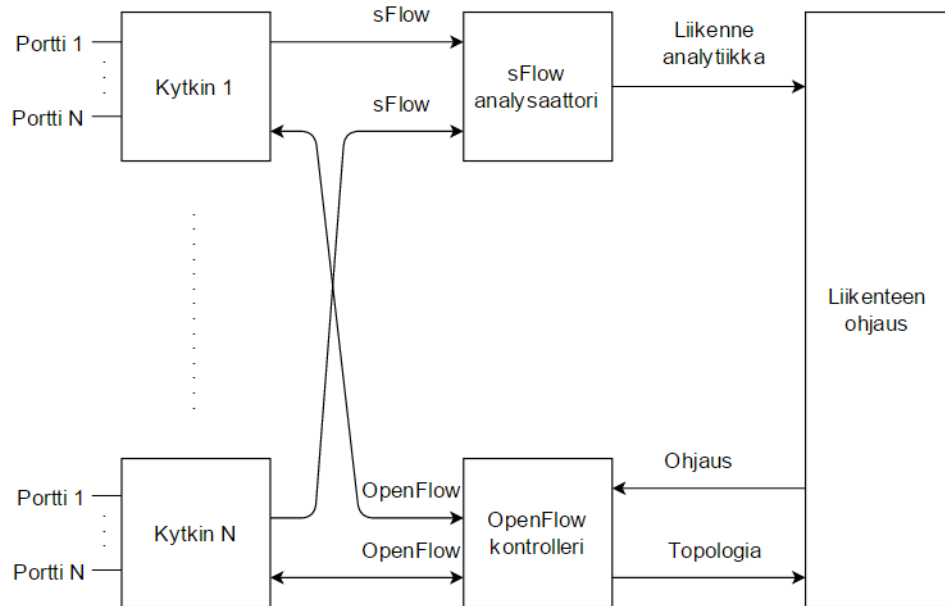 sFlow
Portti 1
Portti N
Kytkin 1
sFlow
sFlow
analysaattori
Liikenne
analytiikka
Liikenteen
ohjaus
Portti 1
Portti N
Kytkin N
OpenFlow
OpenFlow
OpenFlow
kontrolleri
Ohjaus
Topologia